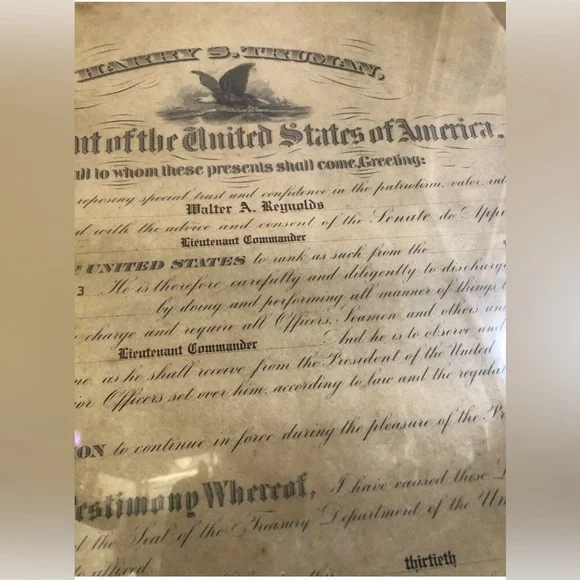 HARRY S. TRUMAN,
nt of the United States of America.
all to whom these presents shall come, Greeting:
reposing special trust and confidence in the patriotism, valor,
Walter A. Reynolds
with the advice and consent of the Senate do
Lieutenant Commander
UNITED STATES to rank as such from the
3 He is therefore carefully and diligently to discharge
by doing and performing all manner of things
charge and require all Officers, Seamen and others
Lieutenant Commander And he is to observe and
as he shall receive from the President of the United
Officers set over him, according to law and the
ON to continue in force during the pleasure of the
Testimony Whereof, I have caused these
the Seal of the Treasury Department of the
affixed.
thirtieth